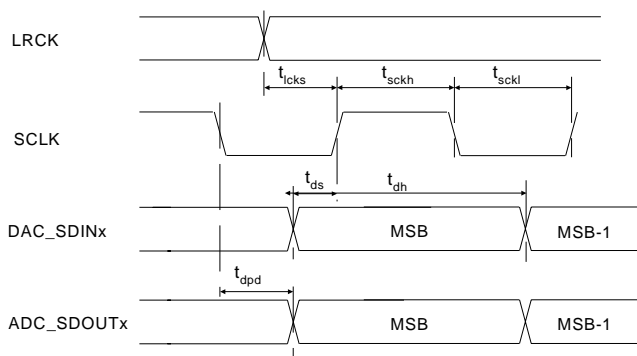 LRCK
t_lcks t_sckh t_sckl
SCLK
t_ds t_dh
DAC_SDINx MSB MSB-1
t_dpd
ADC_SDOUTx MSB MSB-1